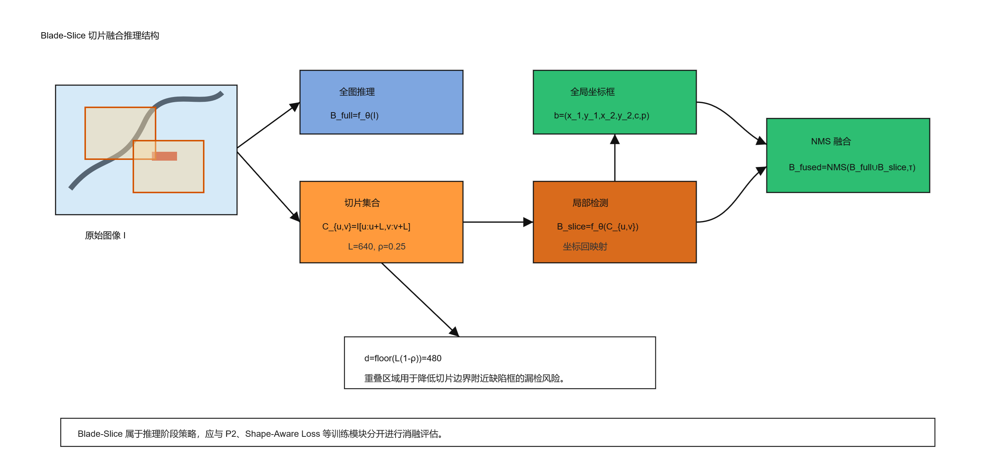 Blade-Slice 切片融合推理结构
全图推理
B_full=f_θ(I)
全局坐标框
b=(x_1,y_1,x_2,y_2,c,p)
NMS 融合
B_fused=NMS(B_full∪B_slice,τ)
切片集合
C_{u,v}=I[u:u+L,v:v+L]
L=640, ρ=0.25
局部检测
B_slice=f_θ(C_{u,v})
坐标回映射
原始图像 I
d=floor(L(1-ρ))=480
重叠区域用于降低切片边界附近缺陷框的漏检风险。
Blade-Slice 属于推理阶段策略，应与 P2、Shape-Aware Loss 等训练模块分开进行消融评估。